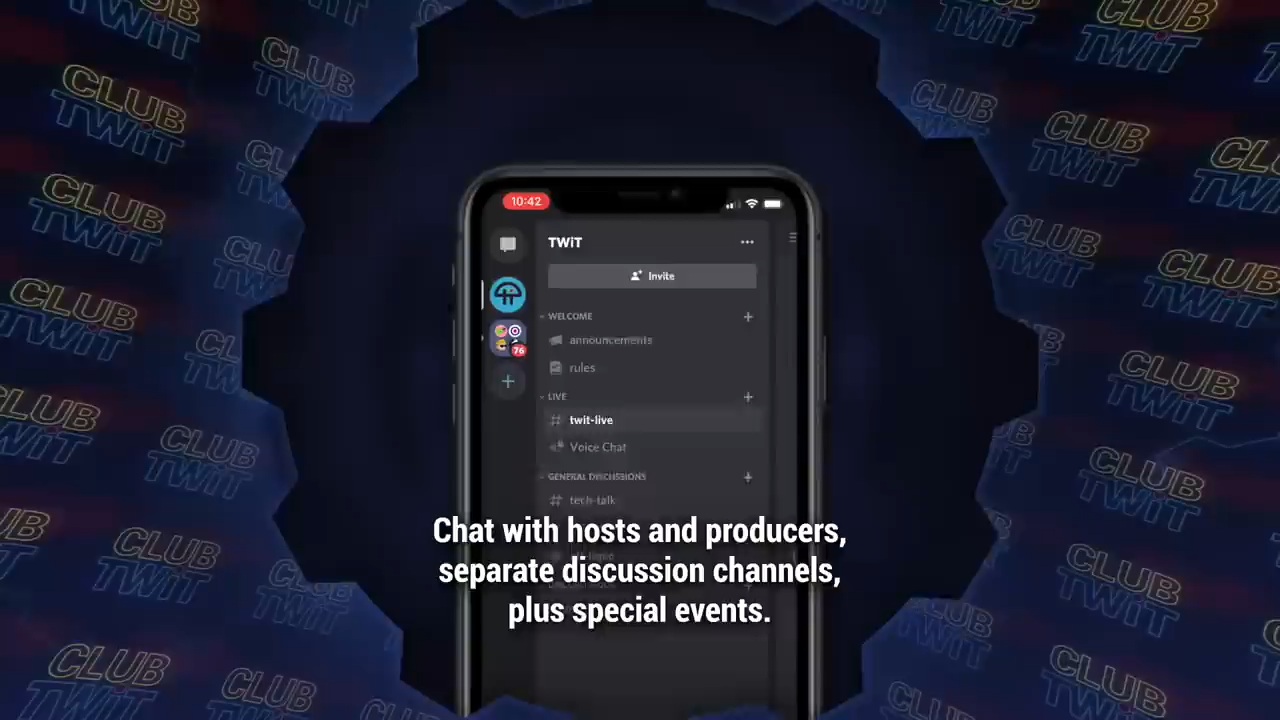 CLUB
TWiT
10:42
TWiT
Invite
WELCOME
announcements
rules
76
LIVE
twit-live
Voice Chat
GENERAL DISCUSSIONS
tech-talk
Chat with hosts and producers,
separate discussion channels,
plus special events.